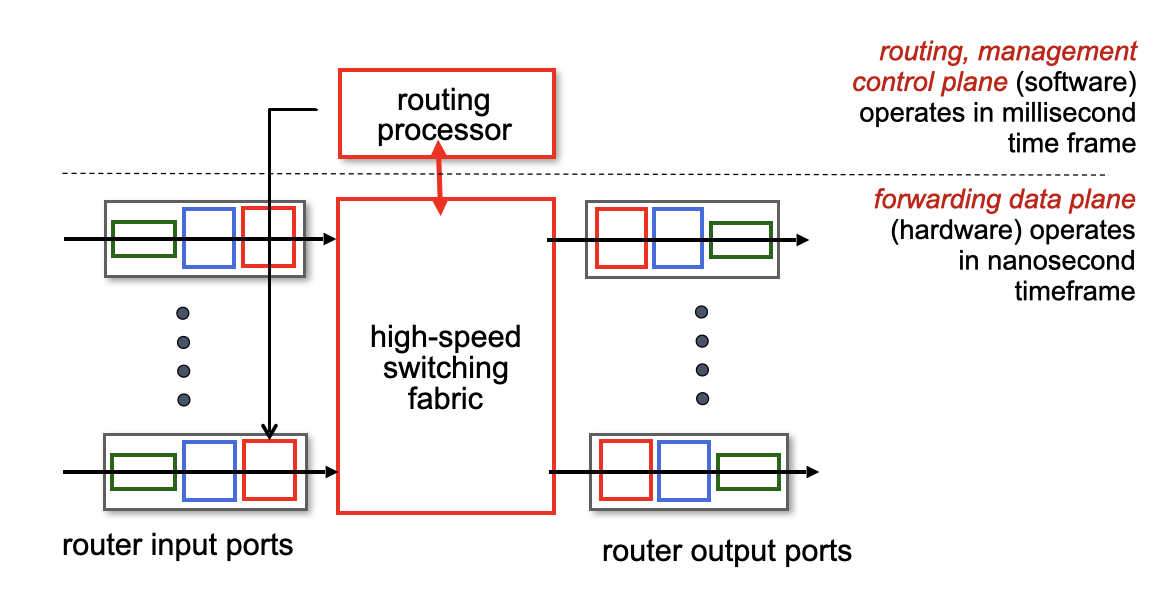 routing, management
control plane (software)
operates in millisecond
time frame
routing
processor
forwarding data plane
(hardware) operates
in nanosecond
timeframe
high-speed
switching
fabric
router input ports
router output ports